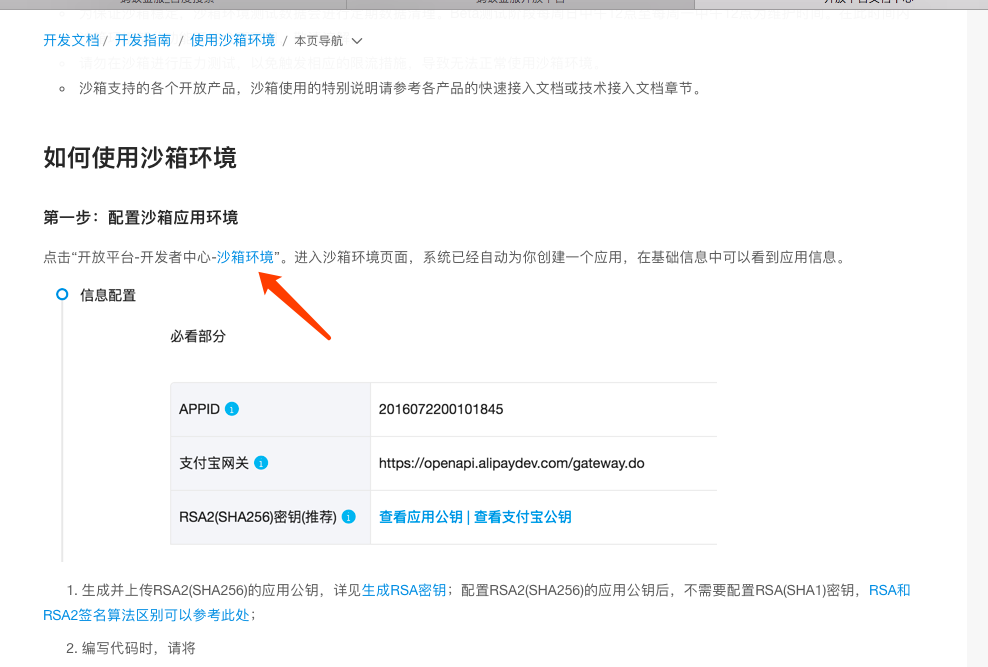 开发文档 / 开发指南 / 使用沙箱环境 / 本页导航
请勿在沙箱进行压力测试，以免触发相应的限流措施，导致无法正常使用沙箱环境。
沙箱支持的各个开放产品，沙箱使用的特别说明请参考各产品的快速接入文档或技术接入文档章节。
如何使用沙箱环境
第一步：配置沙箱应用环境
点击“开放平台-开发者中心-沙箱环境”。进入沙箱环境页面，系统已经自动为你创建一个应用，在基础信息中可以看到应用信息。
信息配置
必看部分
APPID 2016072200101845
支付宝网关 https://openapi.alipaydev.com/gateway.do
RSA2(SHA256)密钥(推荐) 查看应用公钥 | 查看支付宝公钥
1. 生成并上传RSA2(SHA256)的应用公钥，详见生成RSA密钥；配置RSA2(SHA256)的应用公钥后，不需要配置RSA(SHA1)密钥，RSA和
RSA2签名算法区别可以参考此处；
2. 编写代码时，请将